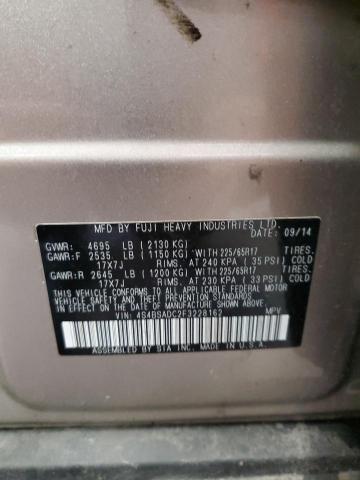 MFD. BY FUJI HEAVY INDUSTRIES LTD.
DATE: 09/14
GVWR: 4695 LB (2130 KG)
GAWR:F 2535 LB (1150 KG) WITH 225/65R17 TIRES.
17X7J RIMS. AT 240 KPA (35 PSI) COLD
GAWR:R 2645 LB (1200 KG) WITH 225/65R17 TIRES.
17X7J RIMS. AT 230 KPA (33 PSI) COLD
THIS VEHICLE CONFORMS TO ALL APPLICABLE FEDERAL MOTOR
VEHICLE SAFETY STANDARDS IN EFFECT ON THE DATE OF
MANUFACTURE SHOWN ABOVE.
VIN: 4S4BSADC2F3228162 MPV
ASSEMBLED BY SIA INC. MADE IN U.S.A.